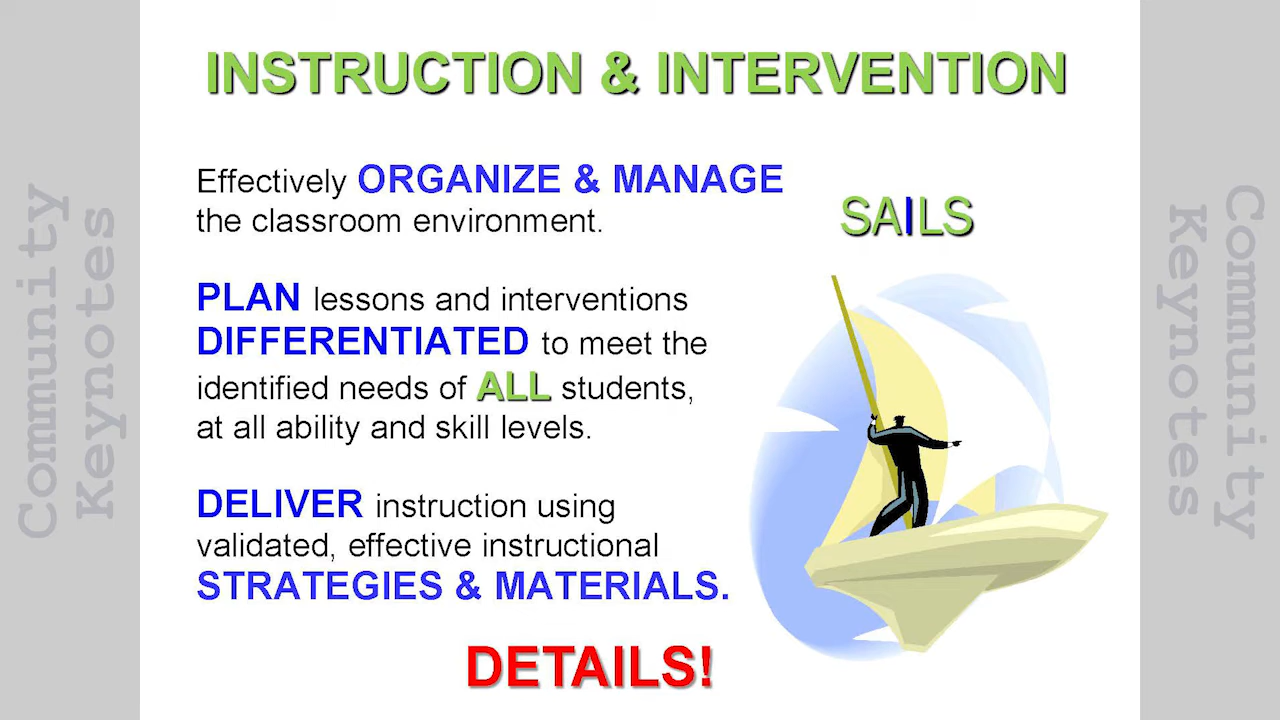 INSTRUCTION & INTERVENTION
Effectively ORGANIZE & MANAGE
the classroom environment.
SAILS
PLAN lessons and interventions
DIFFERENTIATED to meet the
identified needs of ALL students,
at all ability and skill levels.
DELIVER instruction using
validated, effective instructional
STRATEGIES & MATERIALS.
DETAILS!
Community
Keynotes
Community
Keynotes